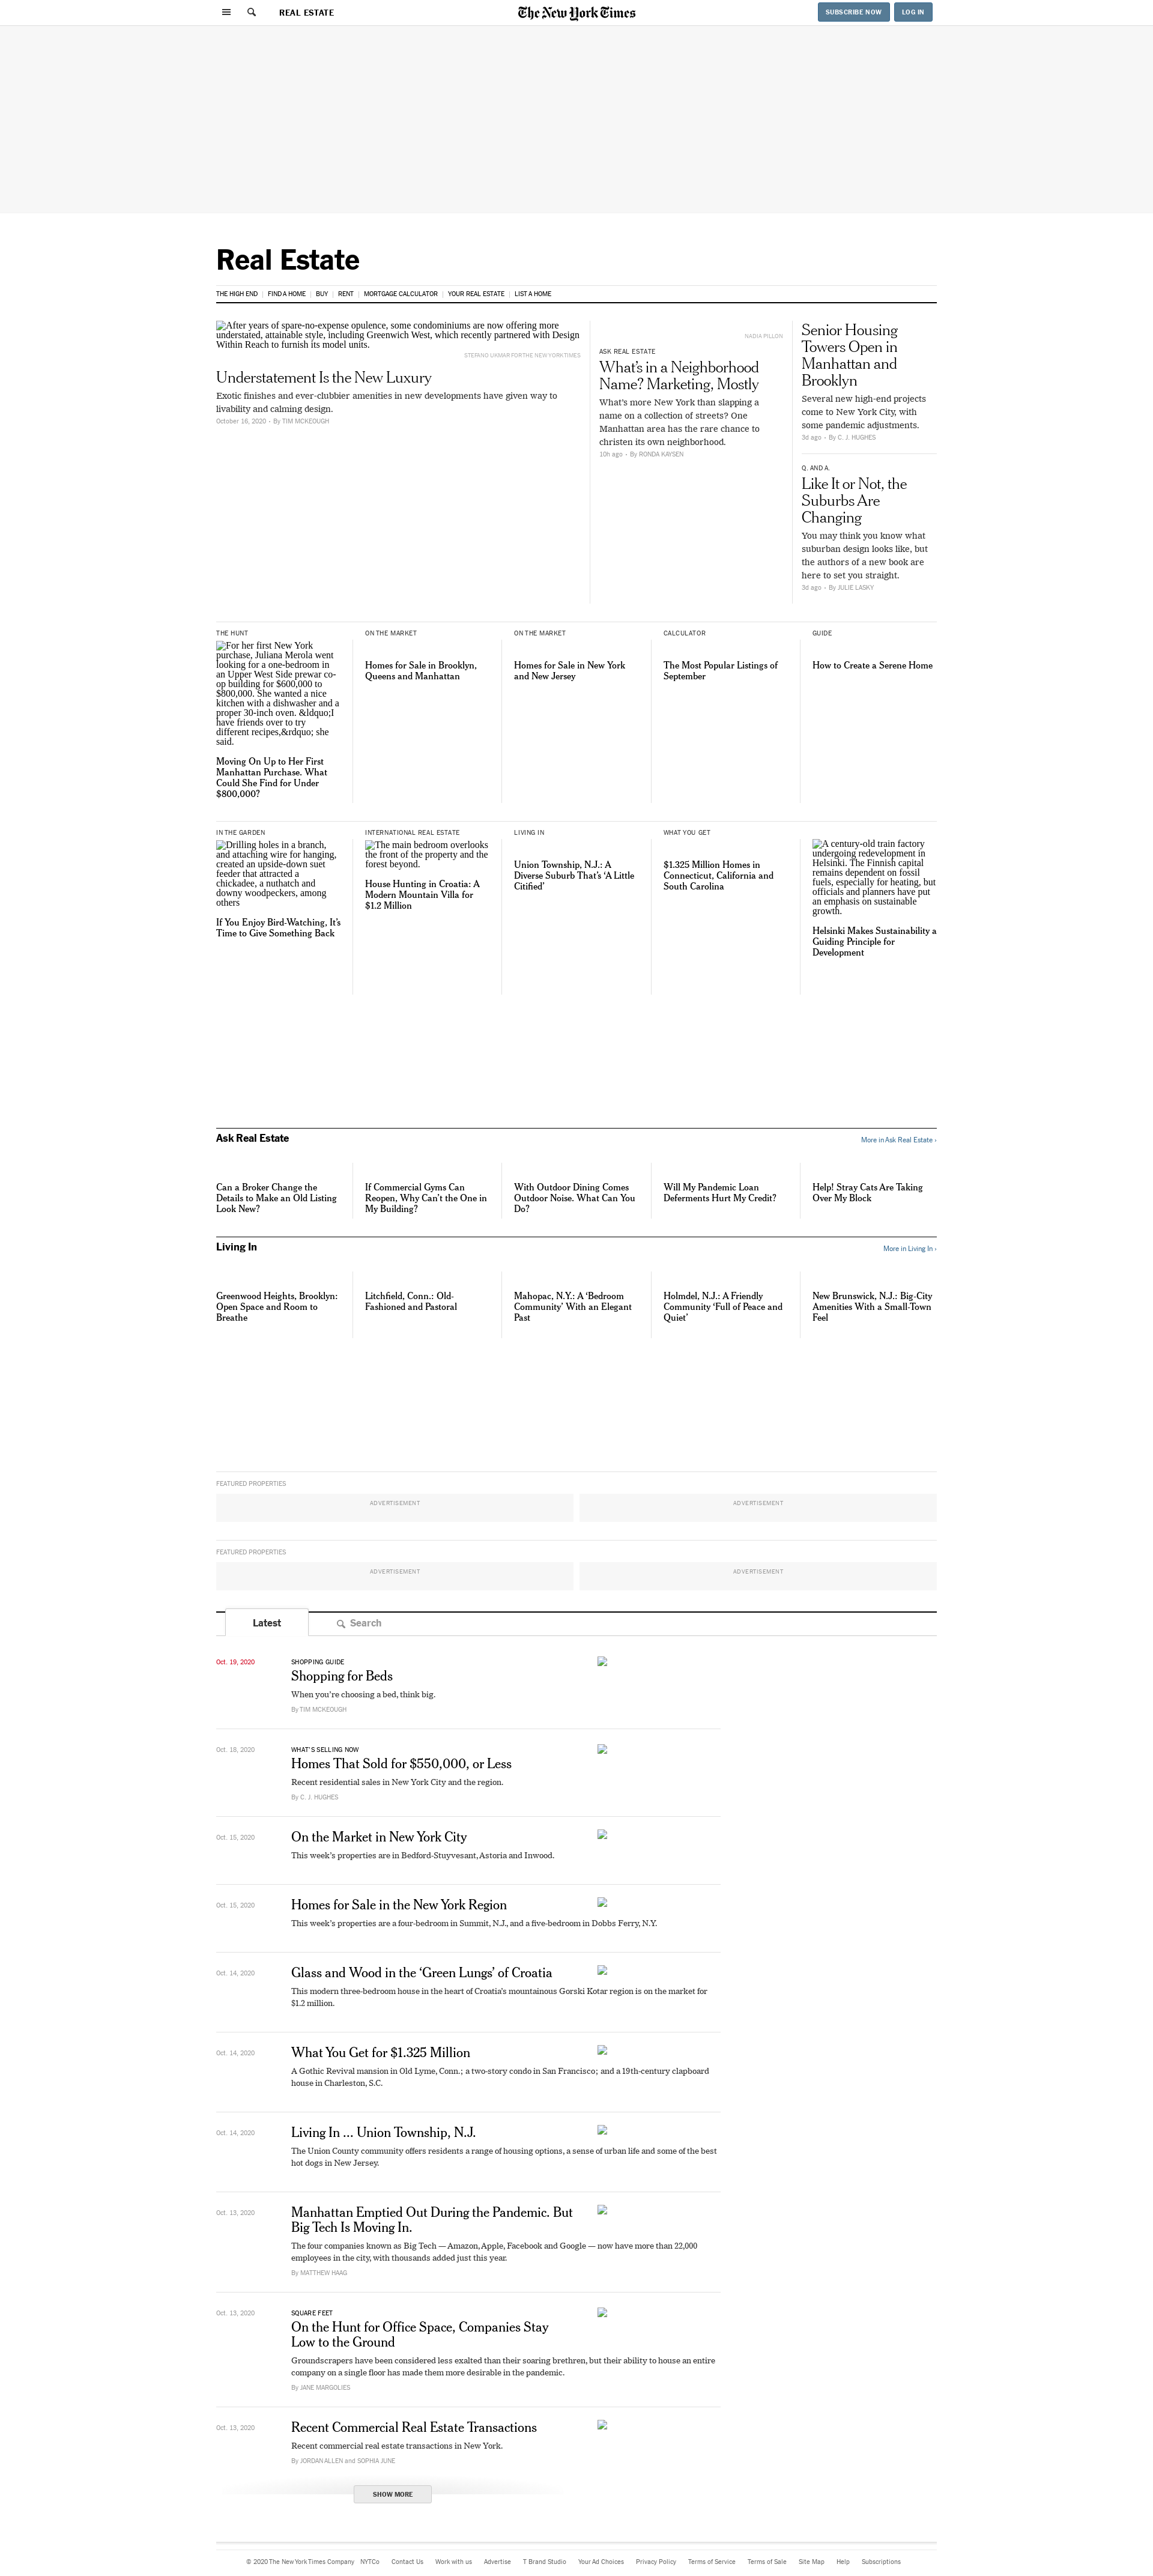 REAL ESTATE
The New York Times
SUBSCRIBE NOW
LOG IN
Real Estate
THE HIGH END | FIND A HOME | BUY | RENT | MORTGAGE CALCULATOR | YOUR REAL ESTATE | LIST A HOME
After years of spare-no-expense opulence, some condominiums are now offering more
understated, attainable style, including Greenwich West, which recently partnered with Design
Within Reach to furnish its model units.
STEFANO UKMAR FOR THE NEW YORK TIMES
Understatement Is the New Luxury
Exotic finishes and ever-clubbier amenities in new developments have given way to
livability and calming design.
October 16, 2020 • By TIM MCKEOUGH
NADIA PILLON
ASK REAL ESTATE
What’s in a Neighborhood
Name? Marketing, Mostly
What’s more New York than slapping a
name on a collection of streets? One
Manhattan area has the rare chance to
christen its own neighborhood.
10h ago • By RONDA KAYSEN
Senior Housing
Towers Open in
Manhattan and
Brooklyn
Several new high-end projects
come to New York City, with
some pandemic adjustments.
3d ago • By C. J. HUGHES
Q. AND A.
Like It or Not, the
Suburbs Are
Changing
You may think you know what
suburban design looks like, but
the authors of a new book are
here to set you straight.
3d ago • By JULIE LASKY
THE HUNT
For her first New York
purchase, Juliana Merola went
looking for a one-bedroom in
an Upper West Side prewar co-
op building for $600,000 to
$800,000. She wanted a nice
kitchen with a dishwasher and a
proper 30-inch oven. &ldquo;I
have friends over to try
different recipes,&rdquo; she
said.
Moving On Up to Her First
Manhattan Purchase. What
Could She Find for Under
$800,000?
ON THE MARKET
Homes for Sale in Brooklyn,
Queens and Manhattan
ON THE MARKET
Homes for Sale in New York
and New Jersey
CALCULATOR
The Most Popular Listings of
September
GUIDE
How to Create a Serene Home
IN THE GARDEN
Drilling holes in a branch,
and attaching wire for hanging,
created an upside-down suet
feeder that attracted a
chickadee, a nuthatch and
downy woodpeckers, among
others
If You Enjoy Bird-Watching, It’s
Time to Give Something Back
INTERNATIONAL REAL ESTATE
The main bedroom overlooks
the front of the property and the
forest beyond.
House Hunting in Croatia: A
Modern Mountain Villa for
$1.2 Million
LIVING IN
Union Township, N.J.: A
Diverse Suburb That’s ‘A Little
Citified’
WHAT YOU GET
$1.325 Million Homes in
Connecticut, California and
South Carolina
A century-old train factory
undergoing redevelopment in
Helsinki. The Finnish capital
remains dependent on fossil
fuels, especially for heating, but
officials and planners have put
an emphasis on sustainable
growth.
Helsinki Makes Sustainability a
Guiding Principle for
Development
Ask Real Estate
More in Ask Real Estate ›
Can a Broker Change the
Details to Make an Old Listing
Look New?
If Commercial Gyms Can
Reopen, Why Can’t the One in
My Building?
With Outdoor Dining Comes
Outdoor Noise. What Can You
Do?
Will My Pandemic Loan
Deferments Hurt My Credit?
Help! Stray Cats Are Taking
Over My Block
Living In
More in Living In ›
Greenwood Heights, Brooklyn:
Open Space and Room to
Breathe
Litchfield, Conn.: Old-
Fashioned and Pastoral
Mahopac, N.Y.: A ‘Bedroom
Community’ With an Elegant
Past
Holmdel, N.J.: A Friendly
Community ‘Full of Peace and
Quiet’
New Brunswick, N.J.: Big-City
Amenities With a Small-Town
Feel
FEATURED PROPERTIES
ADVERTISEMENT
ADVERTISEMENT
FEATURED PROPERTIES
ADVERTISEMENT
ADVERTISEMENT
Latest
Search
Oct. 19, 2020
SHOPPING GUIDE
Shopping for Beds
When you’re choosing a bed, think big.
By TIM MCKEOUGH
Oct. 18, 2020
WHAT’S SELLING NOW
Homes That Sold for $550,000, or Less
Recent residential sales in New York City and the region.
By C. J. HUGHES
Oct. 15, 2020
On the Market in New York City
This week’s properties are in Bedford-Stuyvesant, Astoria and Inwood.
Oct. 15, 2020
Homes for Sale in the New York Region
This week’s properties are a four-bedroom in Summit, N.J., and a five-bedroom in Dobbs Ferry, N.Y.
Oct. 14, 2020
Glass and Wood in the ‘Green Lungs’ of Croatia
This modern three-bedroom house in the heart of Croatia’s mountainous Gorski Kotar region is on the market for
$1.2 million.
Oct. 14, 2020
What You Get for $1.325 Million
A Gothic Revival mansion in Old Lyme, Conn.; a two-story condo in San Francisco; and a 19th-century clapboard
house in Charleston, S.C.
Oct. 14, 2020
Living In ... Union Township, N.J.
The Union County community offers residents a range of housing options, a sense of urban life and some of the best
hot dogs in New Jersey.
Oct. 13, 2020
Manhattan Emptied Out During the Pandemic. But
Big Tech Is Moving In.
The four companies known as Big Tech — Amazon, Apple, Facebook and Google — now have more than 22,000
employees in the city, with thousands added just this year.
By MATTHEW HAAG
Oct. 13, 2020
SQUARE FEET
On the Hunt for Office Space, Companies Stay
Low to the Ground
Groundscrapers have been considered less exalted than their soaring brethren, but their ability to house an entire
company on a single floor has made them more desirable in the pandemic.
By JANE MARGOLIES
Oct. 13, 2020
Recent Commercial Real Estate Transactions
Recent commercial real estate transactions in New York.
By JORDAN ALLEN and SOPHIA JUNE
SHOW MORE
© 2020 The New York Times Company NYTCo Contact Us Work with us Advertise T Brand Studio Your Ad Choices Privacy Policy Terms of Service Terms of Sale Site Map Help Subscriptions